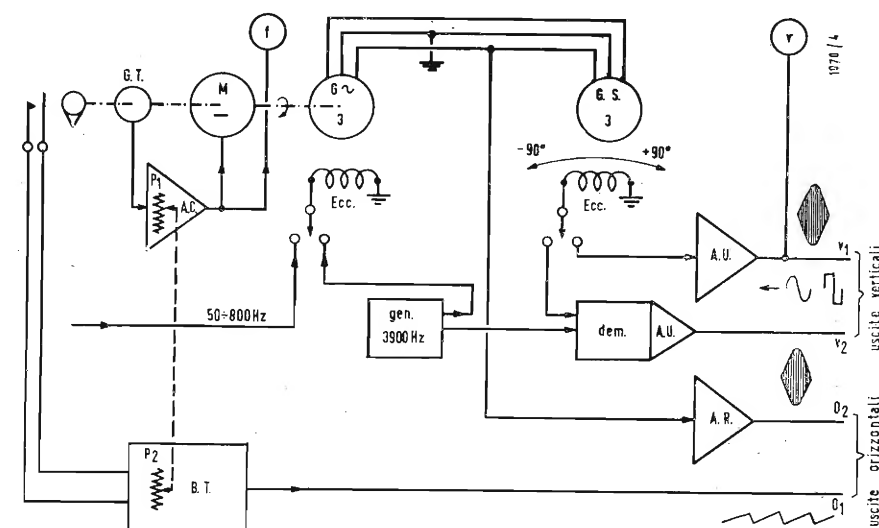 f
v
1970/4
G.T.
M
G ~
3
G. S.
3
-90°
+90°
P1
A.C.
Ecc.
Ecc.
A.U.
v1
50÷800Hz
gen.
3900 Hz
dem.
A.U.
v2
uscite verticali
A.R.
O2
P2
B.T.
O1
uscite orizzontali